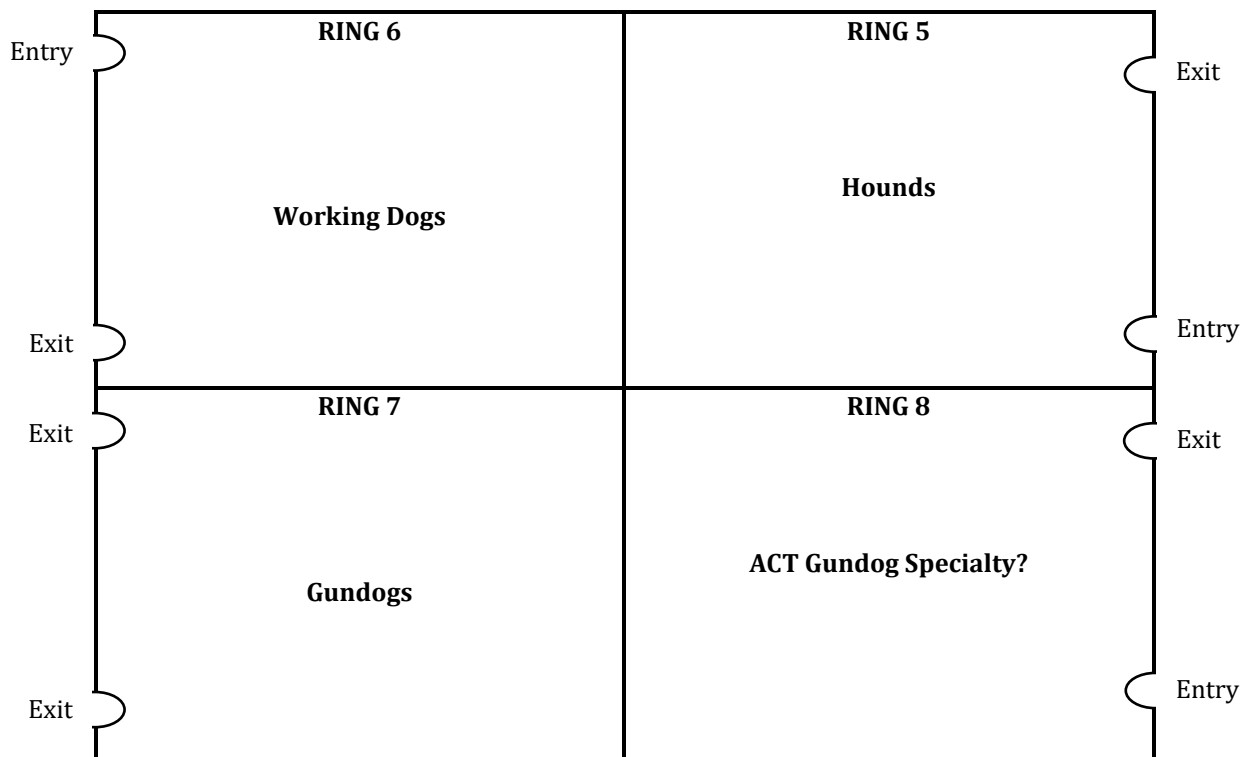 RING 6
RING 5
Entry
Exit
Hounds
Working Dogs
Entry
Exit
RING 7
RING 8
Exit
Exit
ACT Gundog Specialty?
Gundogs
Entry
Exit